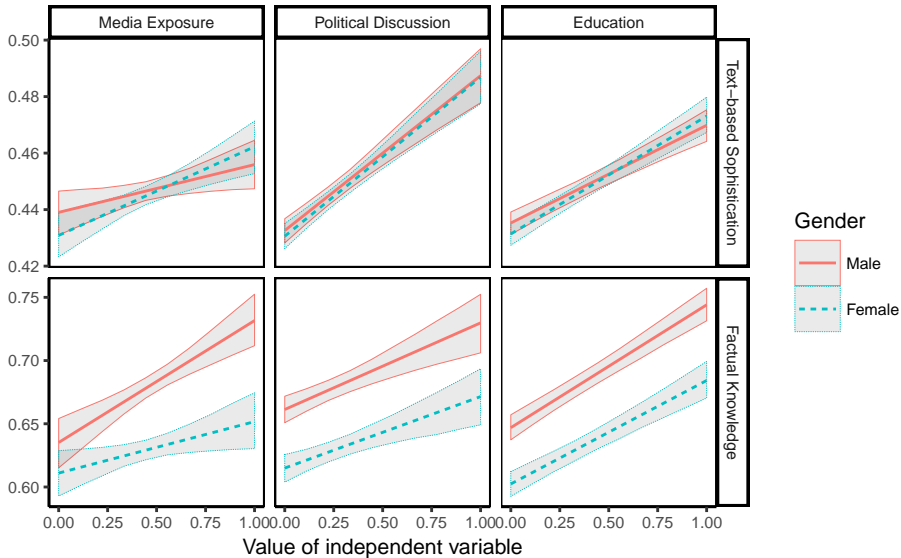 Media Exposure
Political Discussion
Education
0.50
0.48
0.46
0.44
0.42
Text−based Sophistication
0.75
0.70
0.65
0.60
Factual Knowledge
0.00 0.25 0.50 0.75 1.00
0.00 0.25 0.50 0.75 1.00
0.00 0.25 0.50 0.75 1.00
Value of independent variable
Gender
Male
Female